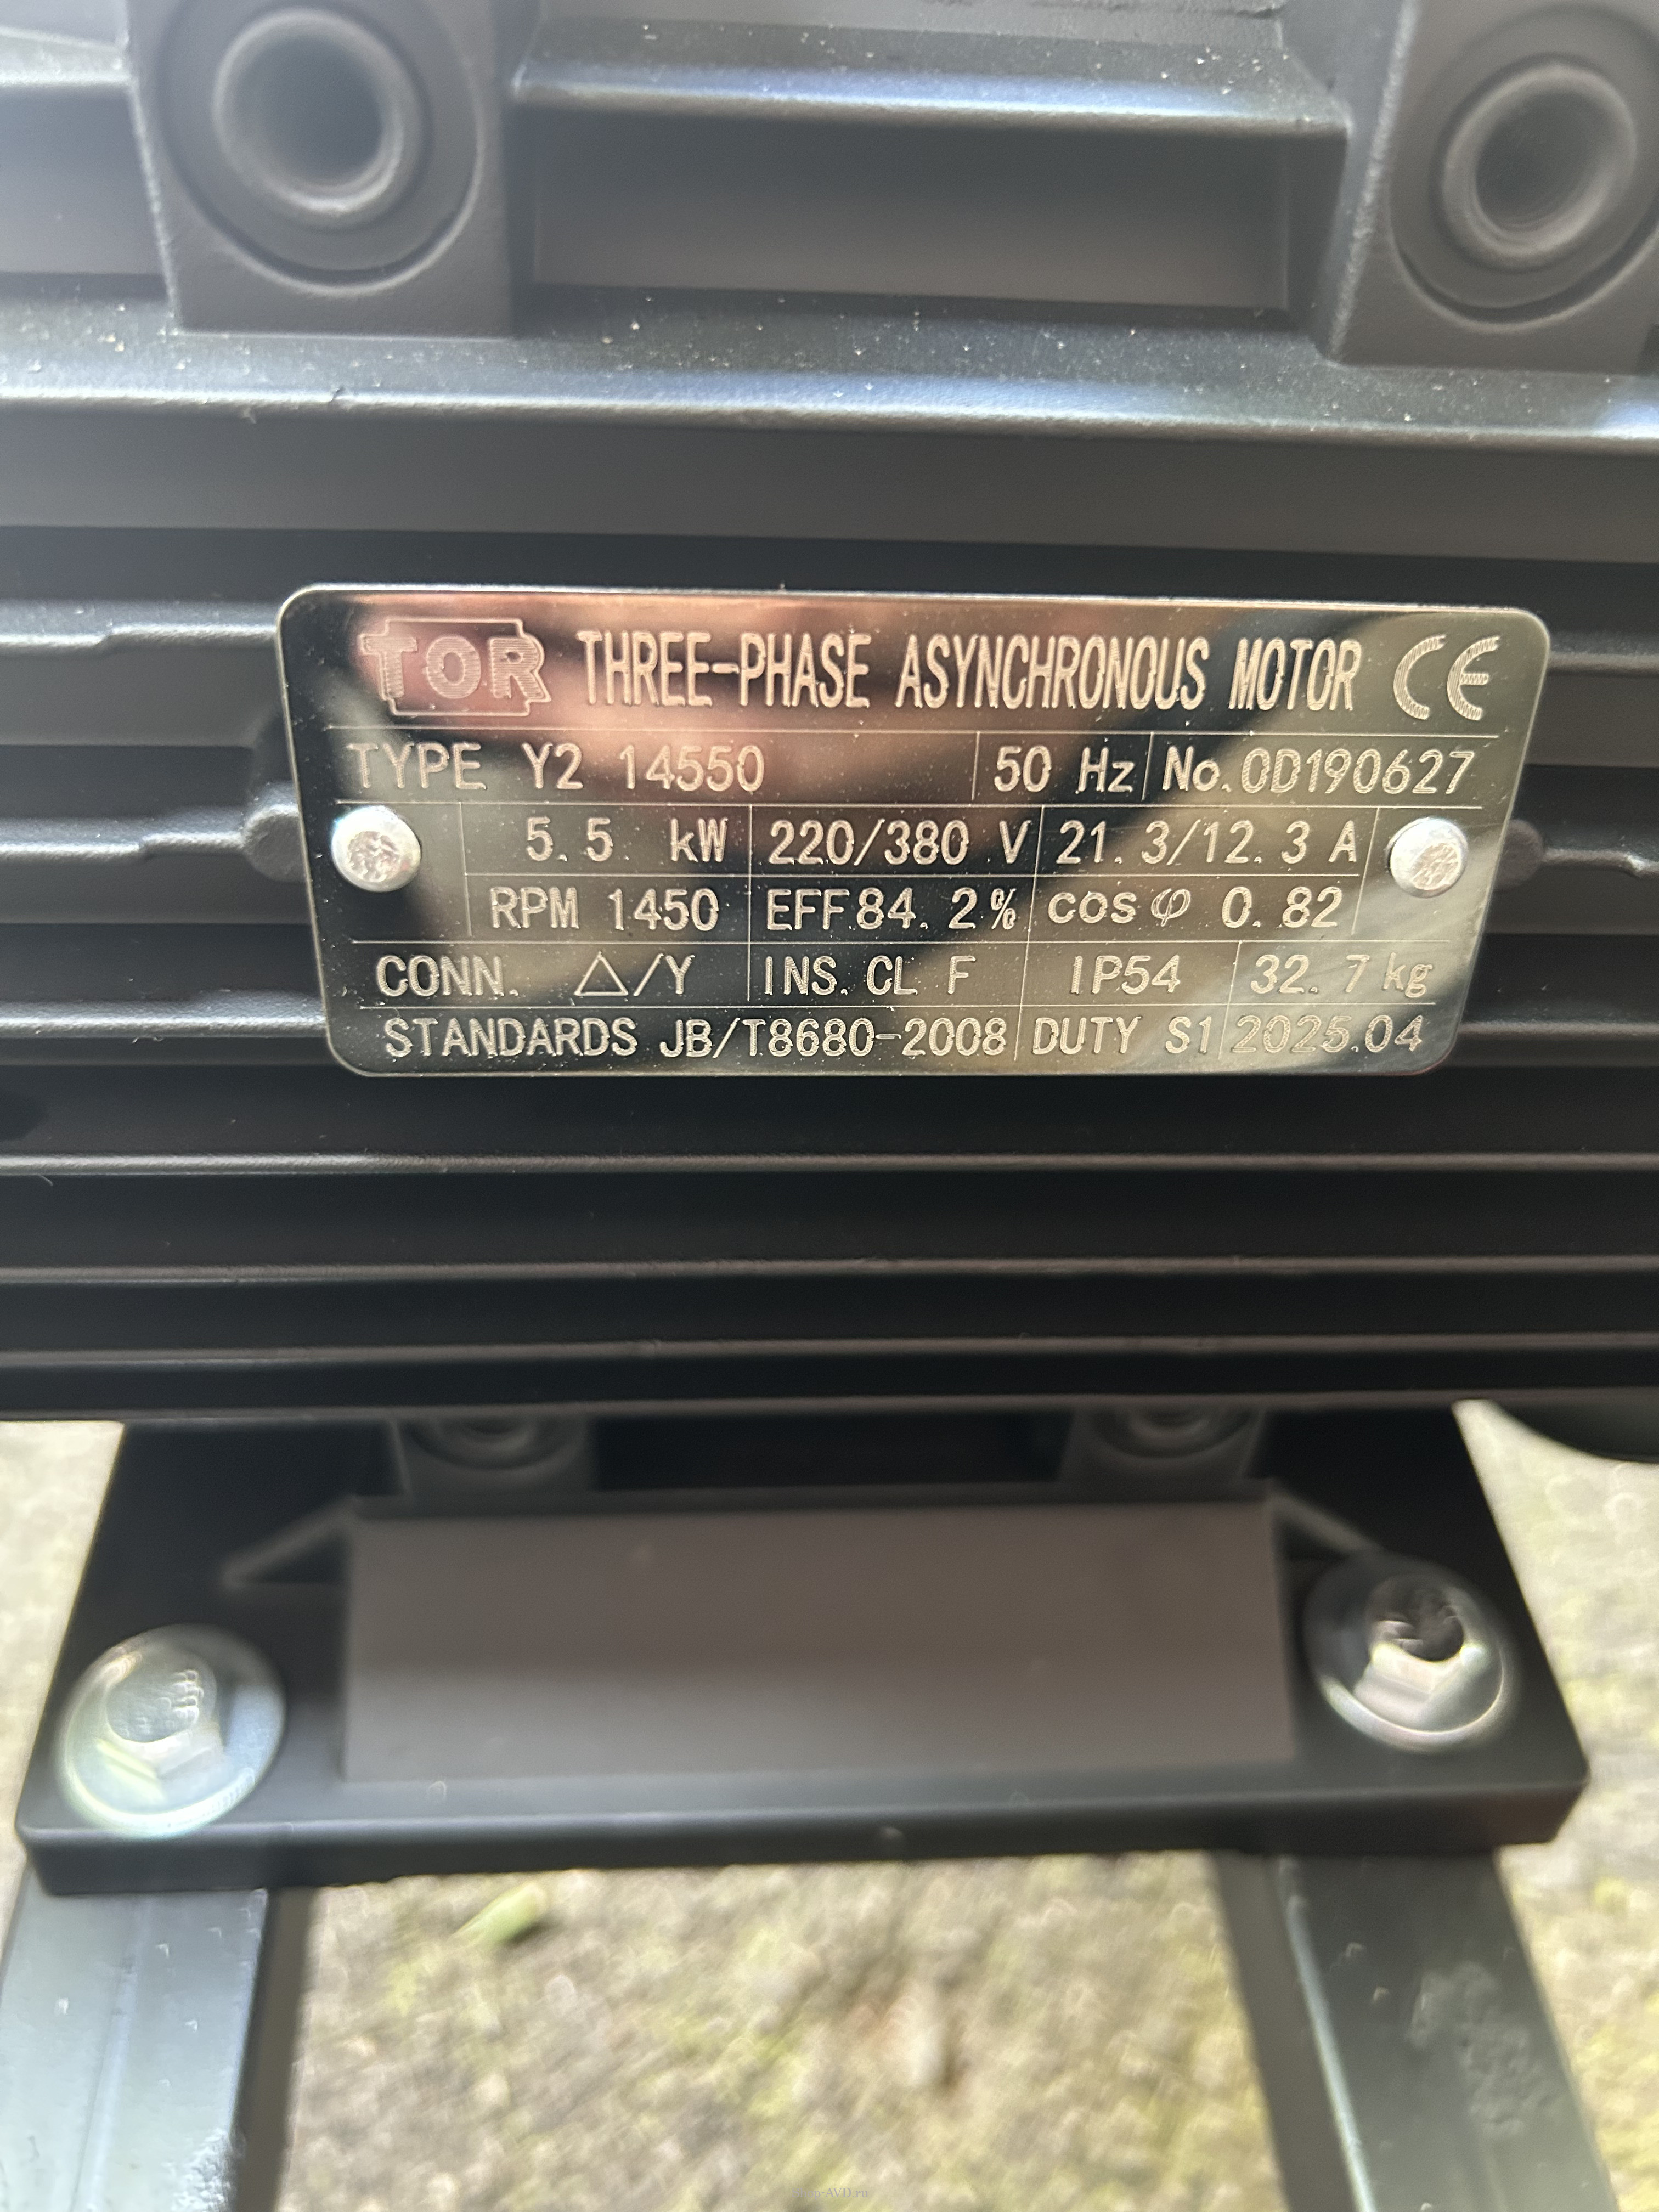 TOR THREE-PHASE ASYNCHRONOUS MOTOR CE
TYPE Y2 14550 50 Hz No.0D190627
5.5 kW 220/380 V 21.3/12.3 A
RPM 1450 EFF 84.2% cosφ 0.82
CONN. △/Y INS. CL F IP54 32.7 kg
STANDARDS JB/T8680-2008 DUTY S1 2025.04